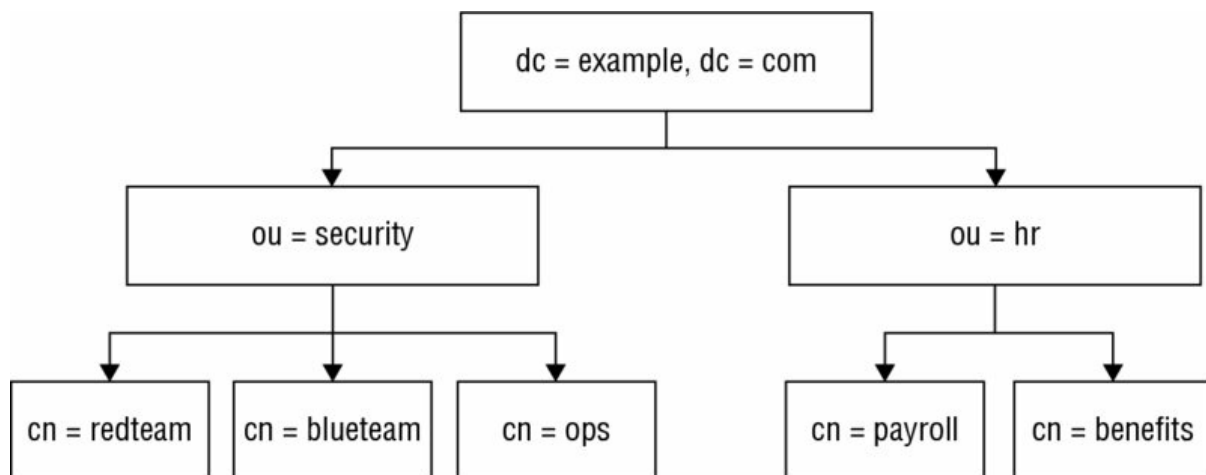 dc = example, dc = com
ou = security
ou = hr
cn = redteam
cn = blueteam
cn = ops
cn = payroll
cn = benefits